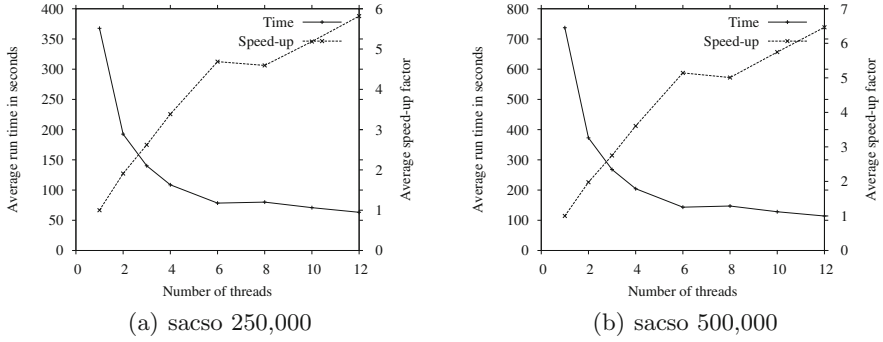 Average run time in seconds
400
350
300
250
200
150
100
50
0
Time
Speed-up
6
5
4
3
2
1
0
Average speed-up factor
0 2 4 6 8 10 12
Number of threads
(a) sacso 250,000
Average run time in seconds
800
700
600
500
400
300
200
100
0
Time
Speed-up
7
6
5
4
3
2
1
0
Average speed-up factor
0 2 4 6 8 10 12
Number of threads
(b) sacso 500,000